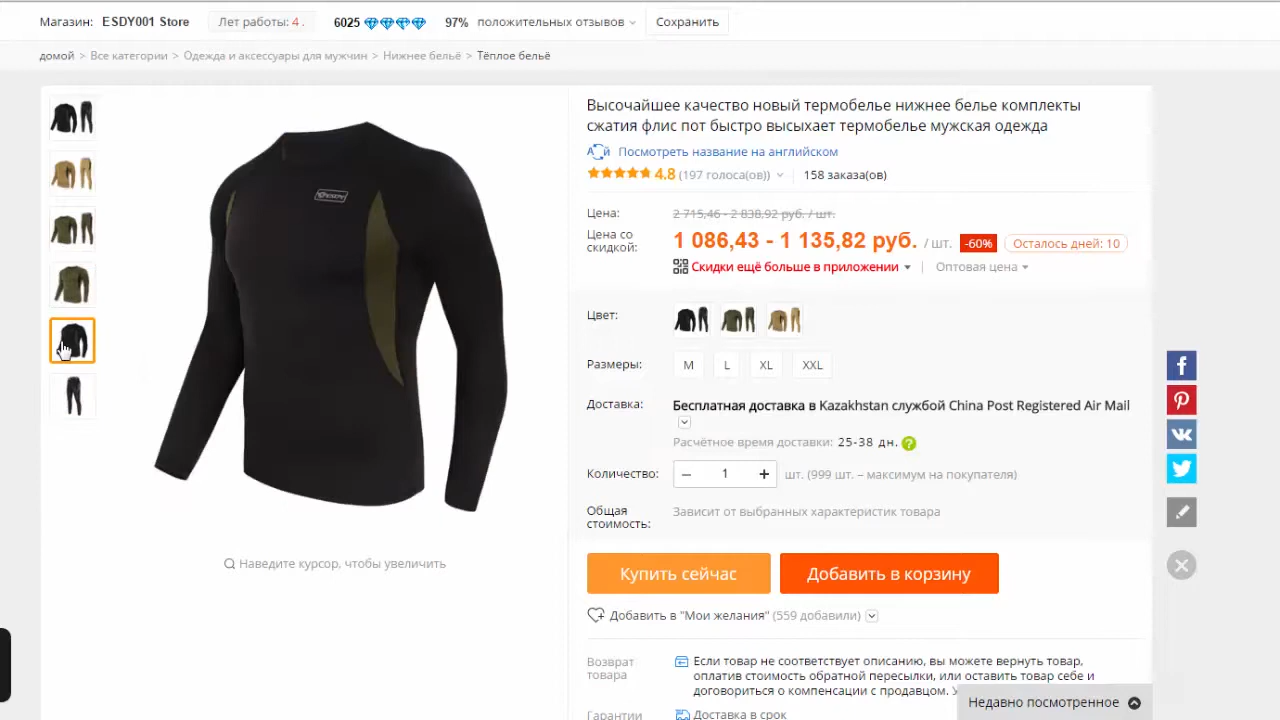 Магазин: ESDY001 Store Лет работы: 4 . 6025 97% положительных отзывов Сохранить
домой > Все категории > Одежда и аксессуары для мужчин > Нижнее бельё > Тёплое бельё
Высочайшее качество новый термобелье нижнее белье комплекты
сжатия флис пот быстро высыхает термобелье мужская одежда
Посмотреть название на английском
4.8 (197 голоса(ов)) 158 заказа(ов)
Цена: 2 715,46 - 2 838,92 руб. / шт.
Цена со
скидкой: 1 086,43 - 1 135,82 руб. / шт. -60% Осталось дней: 10
Скидки ещё больше в приложении Оптовая цена
Цвет:
Размеры: M L XL XXL
Доставка: Бесплатная доставка в Kazakhstan службой China Post Registered Air Mail
Расчётное время доставки: 25-38 дн. ?
Количество: – 1 + шт. (999 шт. – максимум на покупателя)
Общая
стоимость: Зависит от выбранных характеристик товара
Наведите курсор, чтобы увеличить
Купить сейчас Добавить в корзину
Добавить в "Мои желания" (559 добавили)
Возврат
товара
Если товар не соответствует описанию, вы можете вернуть товар,
оплатив стоимость обратной пересылки, или оставить товар себе и
договориться о компенсации с продавцом.
Недавно посмотренное
Гарантии Доставка в срок